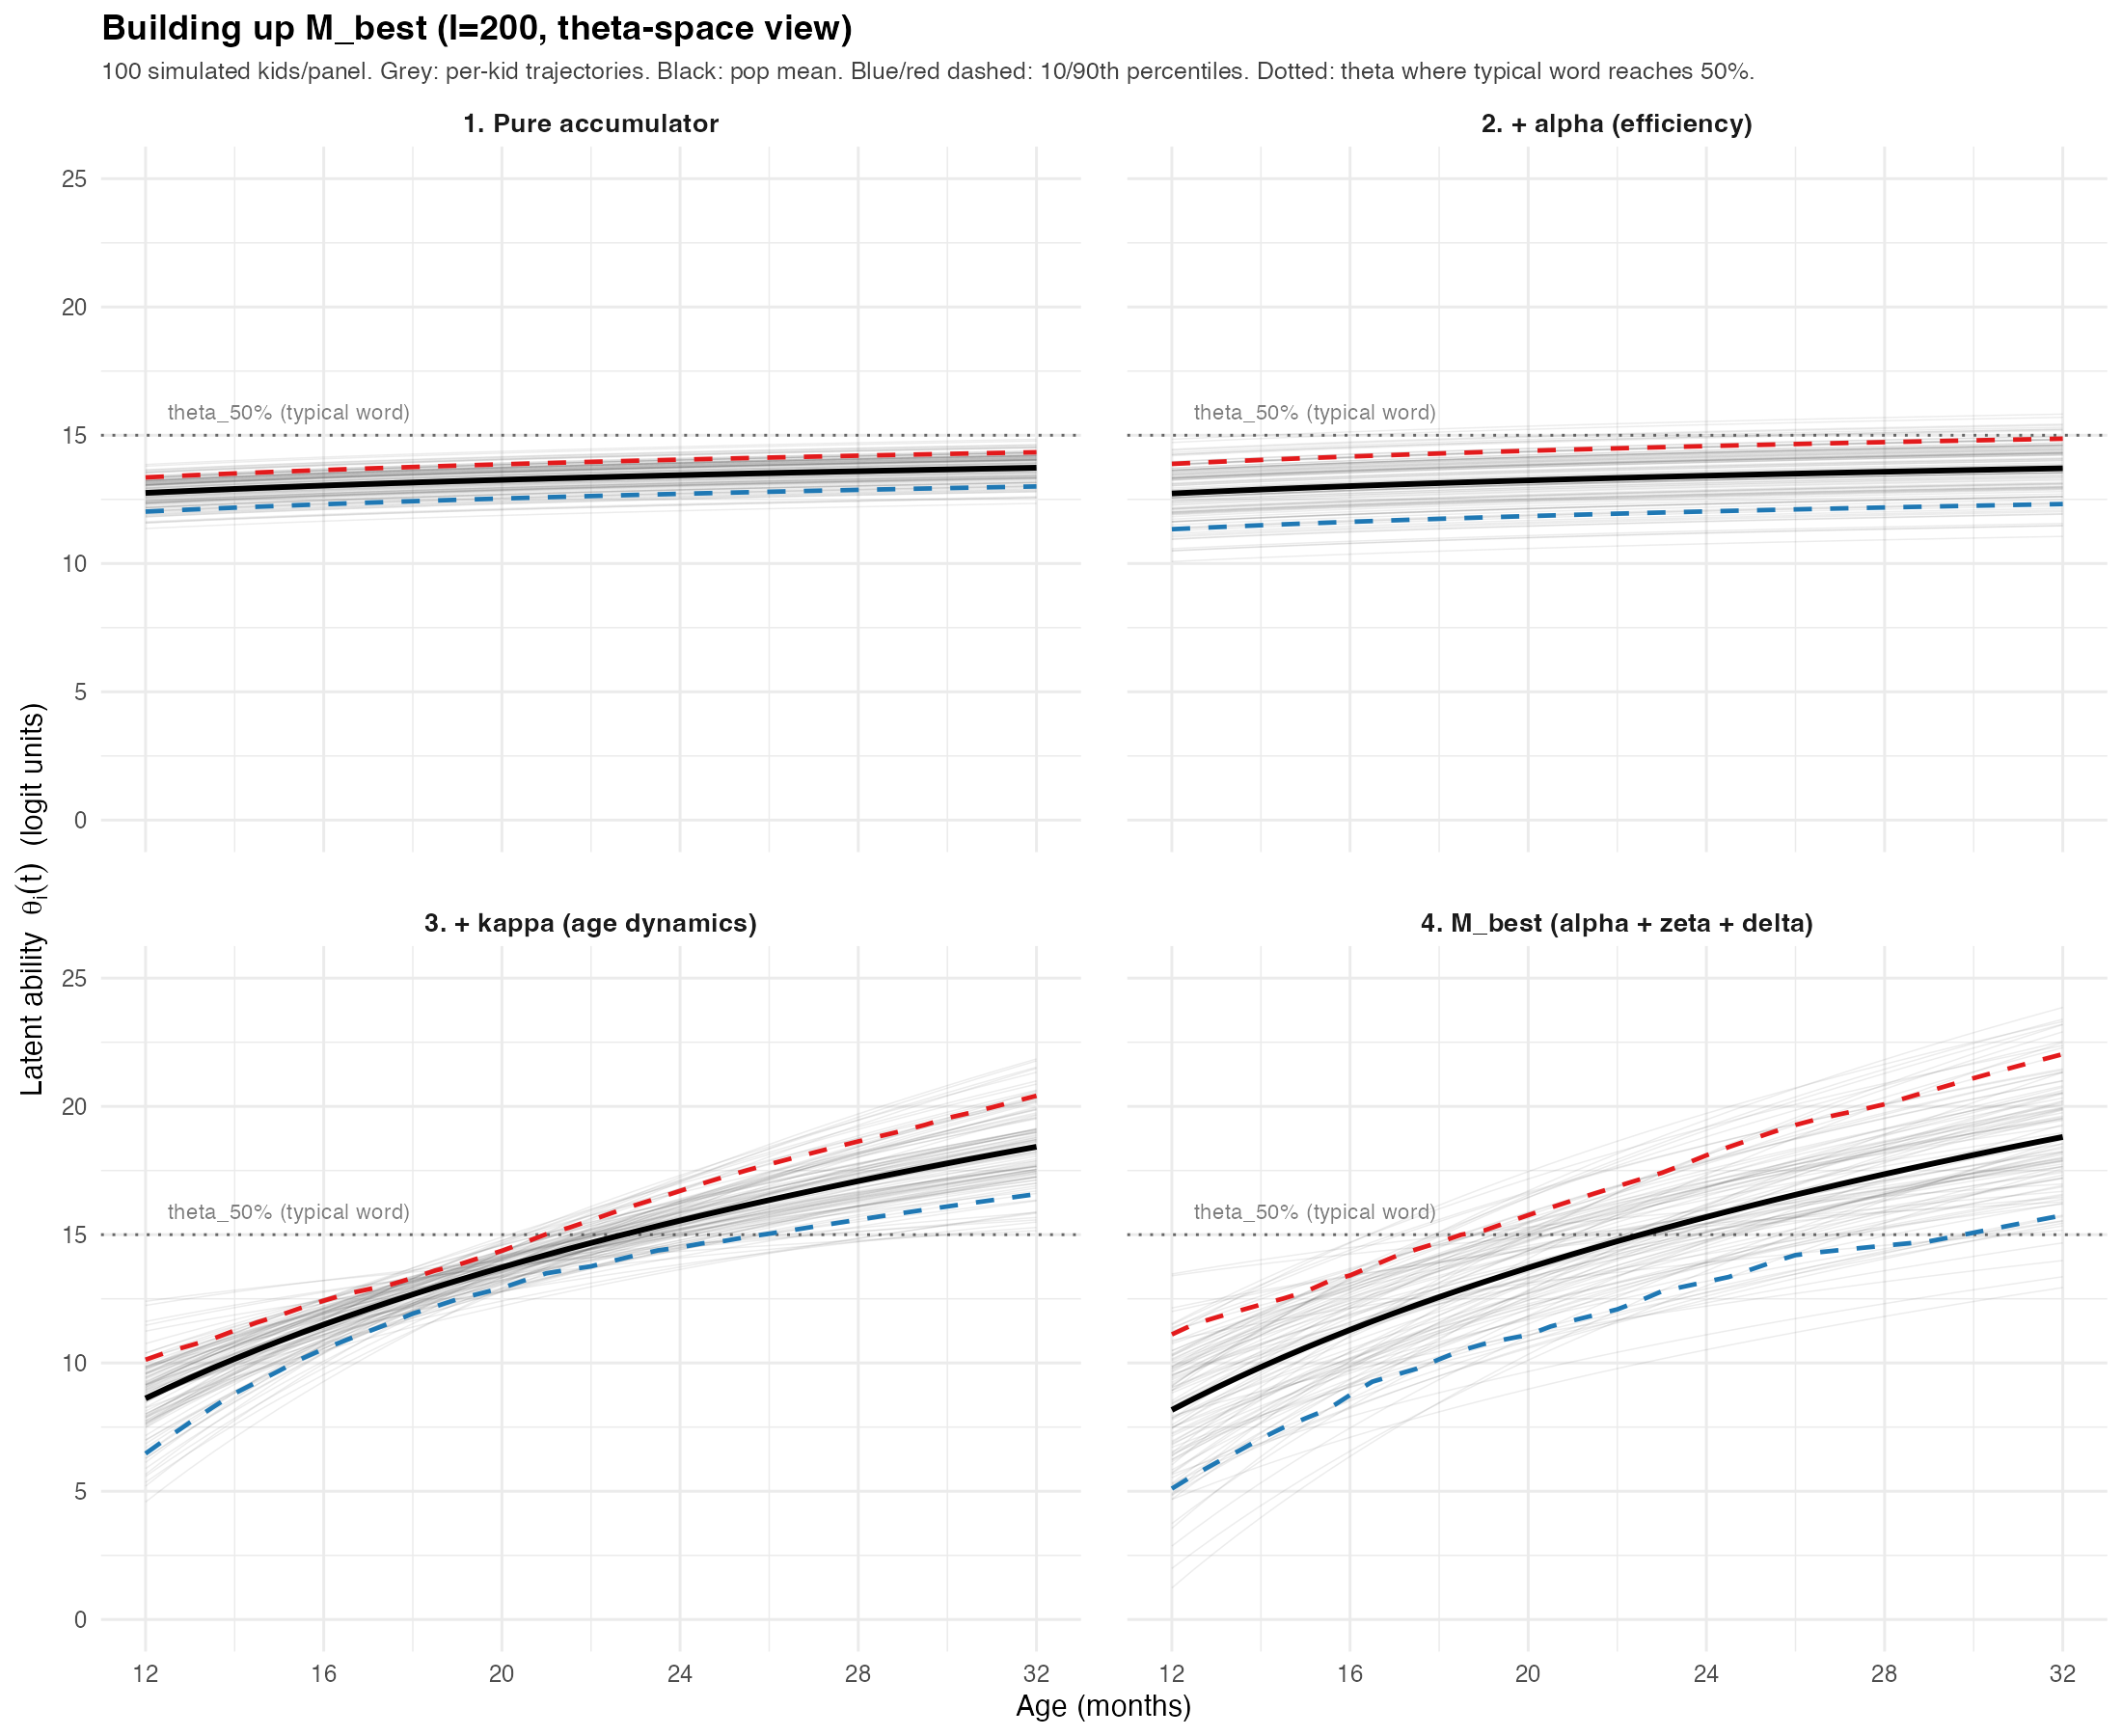 Building up M_best (I=200, theta-space view)
100 simulated kids/panel. Grey: per-kid trajectories. Black: pop mean. Blue/red dashed: 10/90th percentiles. Dotted: theta where typical word reaches 50%.
1. Pure accumulator
2. + alpha (efficiency)
25
20
15
10
5
0
theta_50% (typical word)
theta_50% (typical word)
Latent ability θi(t) (logit units)
3. + kappa (age dynamics)
4. M_best (alpha + zeta + delta)
25
20
15
10
5
0
theta_50% (typical word)
theta_50% (typical word)
12 16 20 24 28 32
12 16 20 24 28 32
Age (months)